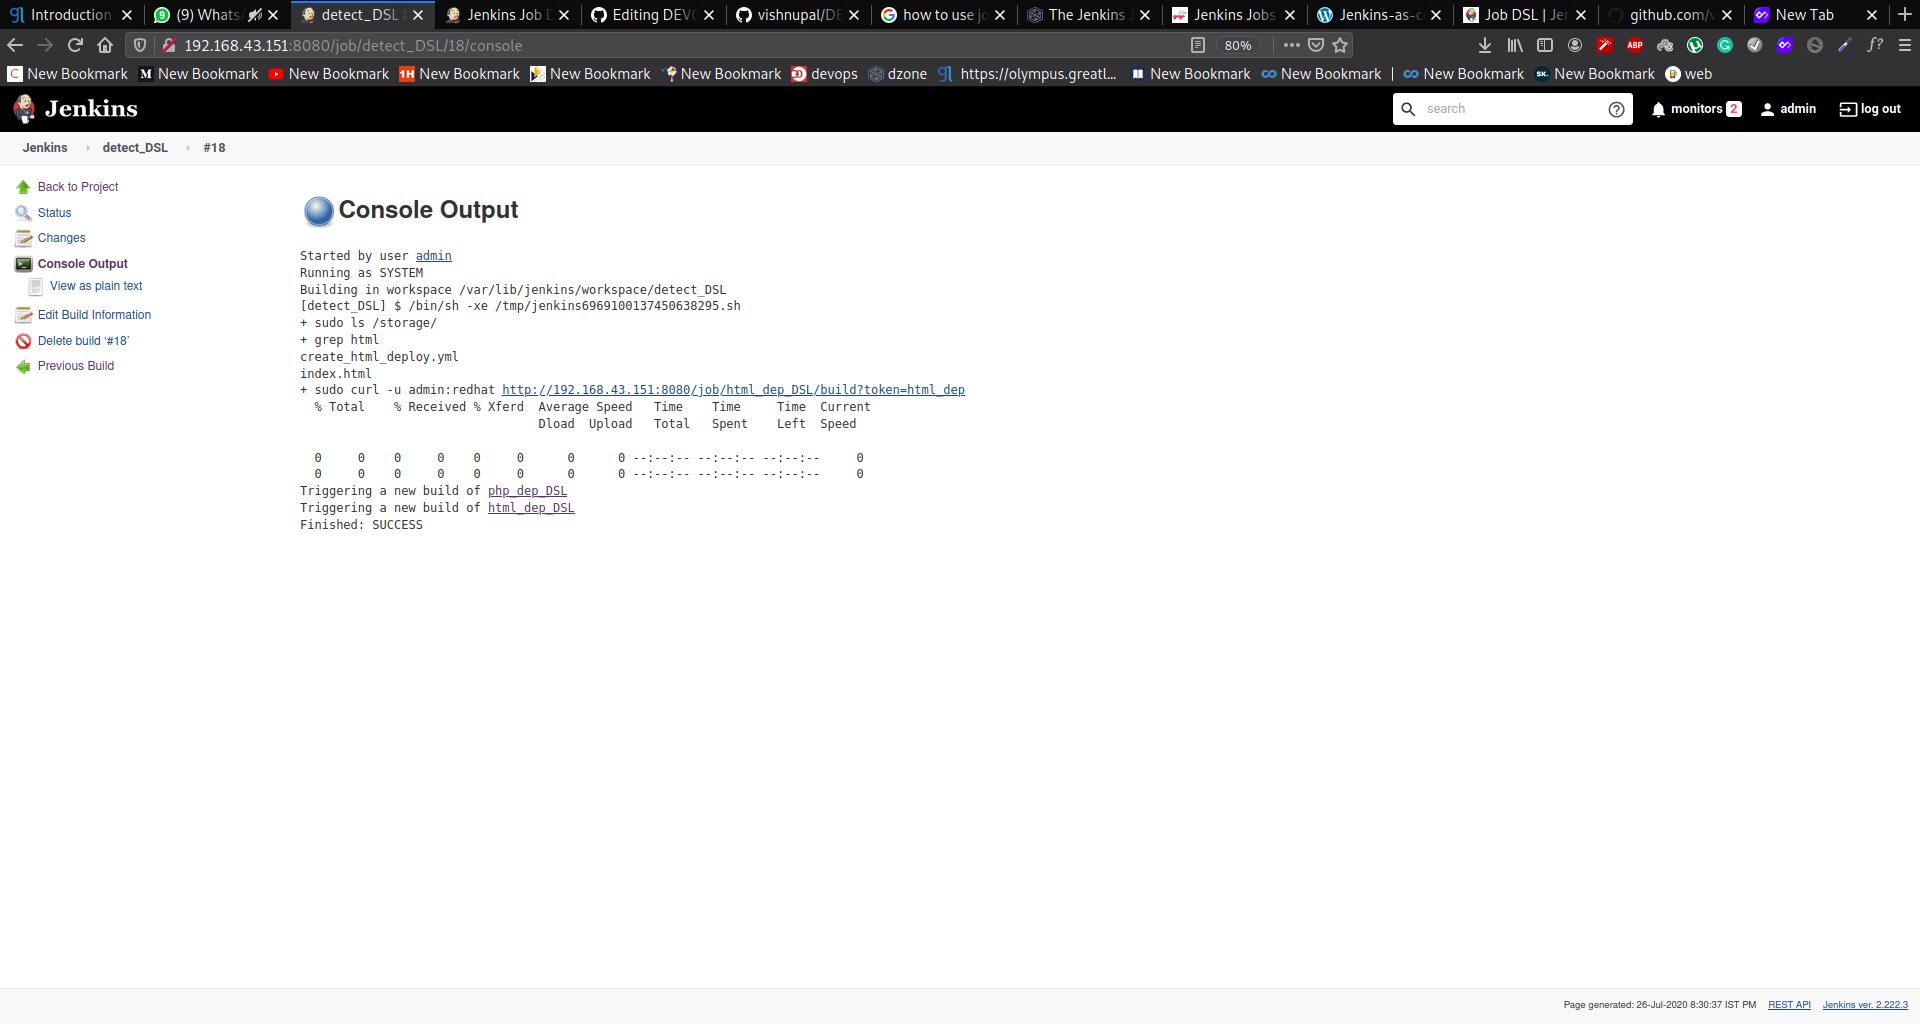 Introduction (9) Whats detect_DSL Jenkins Job D Editing DEVO vishnupal/DE how to use jo The Jenkins J Jenkins Jobs Jenkins-as-c Job DSL | Jen github.com/v New Tab
192.168.43.151:8080/job/detect_DSL/18/console 80%
New Bookmark New Bookmark New Bookmark New Bookmark New Bookmark New Bookmark devops dzone https://olympus.greatl... New Bookmark New Bookmark | New Bookmark New Bookmark web
Jenkins search monitors 2 admin log out
Jenkins detect_DSL #18
Back to Project
Status
Changes
Console Output
View as plain text
Edit Build Information
Delete build ‘#18’
Previous Build
Console Output
Started by user admin
Running as SYSTEM
Building in workspace /var/lib/jenkins/workspace/detect_DSL
[detect_DSL] $ /bin/sh -xe /tmp/jenkins6969100137450638295.sh
+ sudo ls /storage/
+ grep html
create_html_deploy.yml
index.html
+ sudo curl -u admin:redhat http://192.168.43.151:8080/job/html_dep_DSL/build?token=html_dep
% Total % Received % Xferd Average Speed Time Time Time Current
Dload Upload Total Spent Left Speed
0 0 0 0 0 0 0 0 --:--:-- --:--:-- --:--:-- 0
0 0 0 0 0 0 0 0 --:--:-- --:--:-- --:--:-- 0
Triggering a new build of php_dep_DSL
Triggering a new build of html_dep_DSL
Finished: SUCCESS
Page generated: 26-Jul-2020 8:30:37 IST PM REST API Jenkins ver. 2.222.3